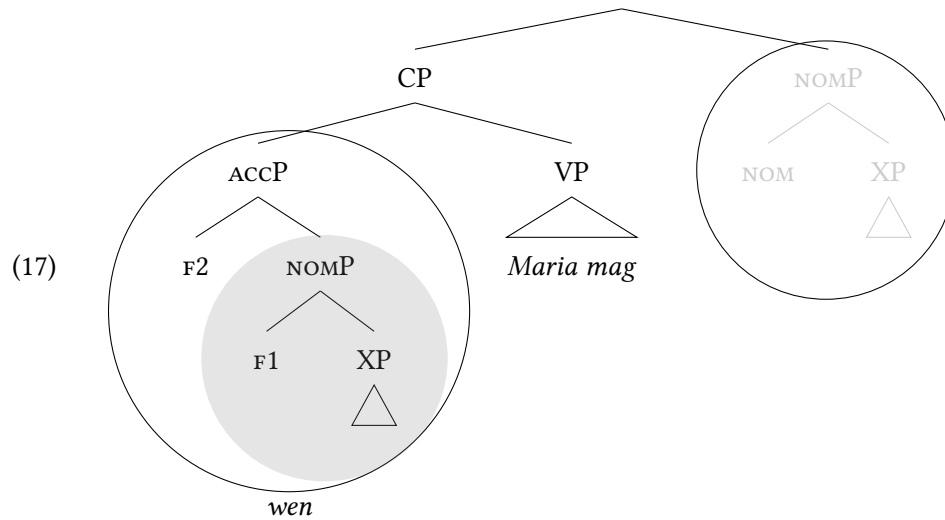 CP
NOMP
ACCP
VP
NOM
XP
(17)
F2
NOMP
Maria mag
F1
XP
wen